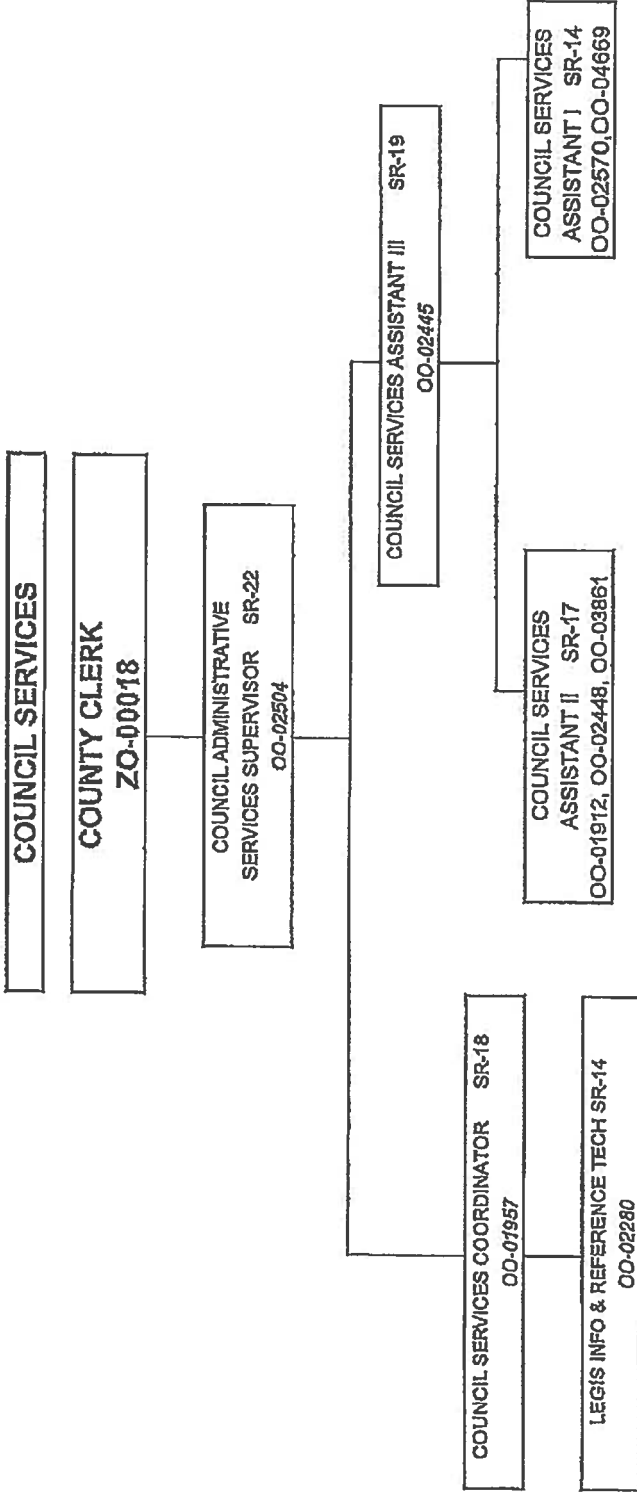 COUNCIL SERVICES
COUNTY CLERK
ZO-00018
COUNCIL ADMINISTRATIVE
SERVICES SUPERVISOR SR-22
OO-02504
COUNCIL SERVICES COORDINATOR SR-18
OO-01957
LEGIS INFO & REFERENCE TECH SR-14
OO-02280
COUNCIL SERVICES ASSISTANT III SR-19
OO-02445
COUNCIL SERVICES
ASSISTANT II SR-17
OO-01912, OO-02448, OO-03861
COUNCIL SERVICES
ASSISTANT I SR-14
OO-02570,OO-04669